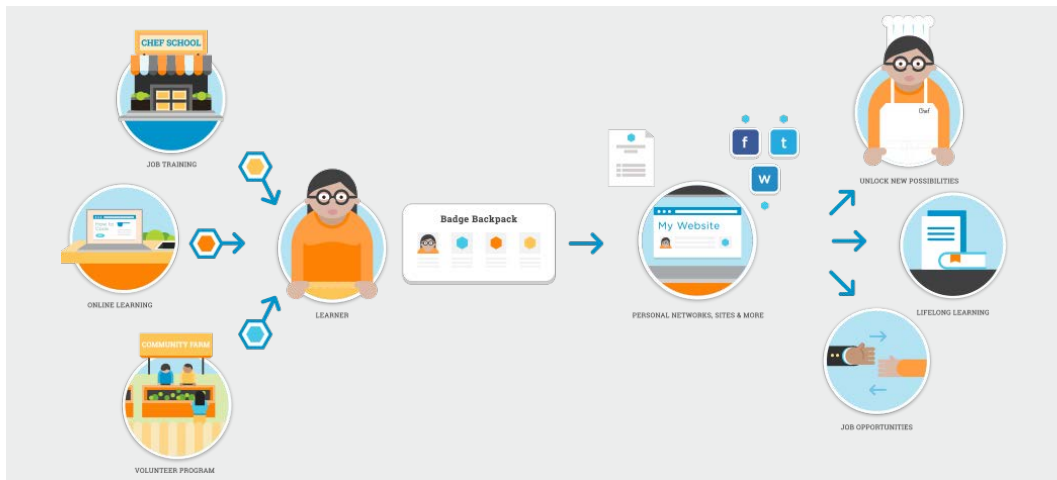 CHEF SCHOOL
JOB TRAINING
ONLINE LEARNING
COMMUNITY FARM
VOLUNTEER PROGRAM
LEARNER
Badge Backpack
f
t
w
My Website
PERSONAL NETWORKS, SITES & MORE
Chef
UNLOCK NEW POSSIBILITIES
LIFELONG LEARNING
JOB OPPORTUNITIES